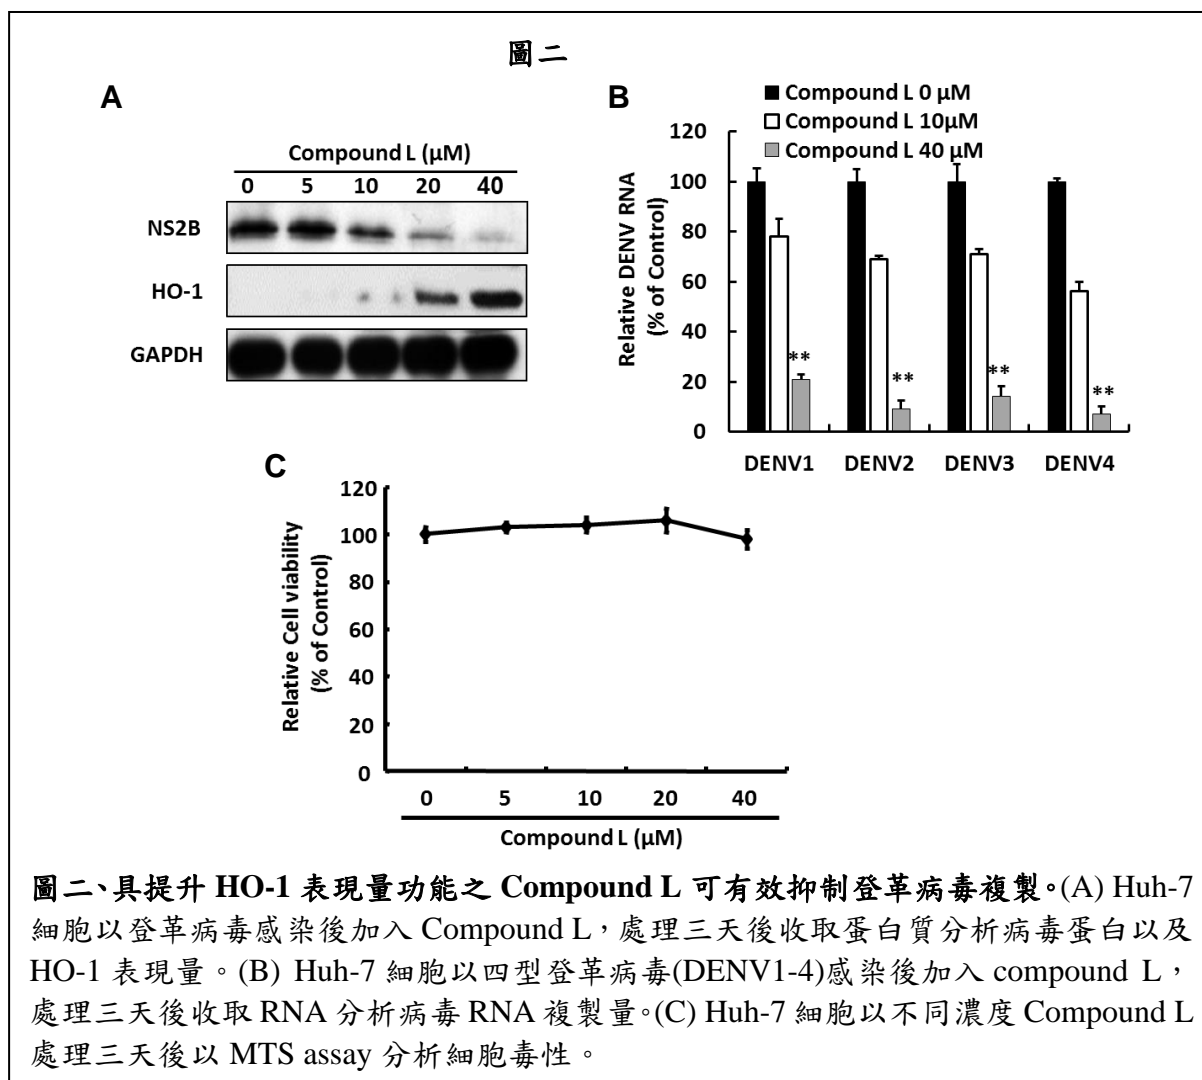 圖二
A
Compound L (μM)
0 5 10 20 40
NS2B
HO-1
GAPDH
B
Compound L 0 μM
Compound L 10μM
Compound L 40 μM
Relative DENV RNA
(% of Control)
120
100
80
60
40
20
0
** ** ** **
DENV1 DENV2 DENV3 DENV4
C
Relative Cell viability
(% of Control)
120
100
80
60
40
20
0
0 5 10 20 40
Compound L (μM)
圖二、具提升 HO-1 表現量功能之 Compound L 可有效抑制登革病毒複製。(A) Huh-7
細胞以登革病毒感染後加入 Compound L，處理三天後收取蛋白質分析病毒蛋白以及
HO-1 表現量。(B) Huh-7 細胞以四型登革病毒(DENV1-4)感染後加入 compound L，
處理三天後收取 RNA 分析病毒 RNA 複製量。(C) Huh-7 細胞以不同濃度 Compound L
處理三天後以 MTS assay 分析細胞毒性。